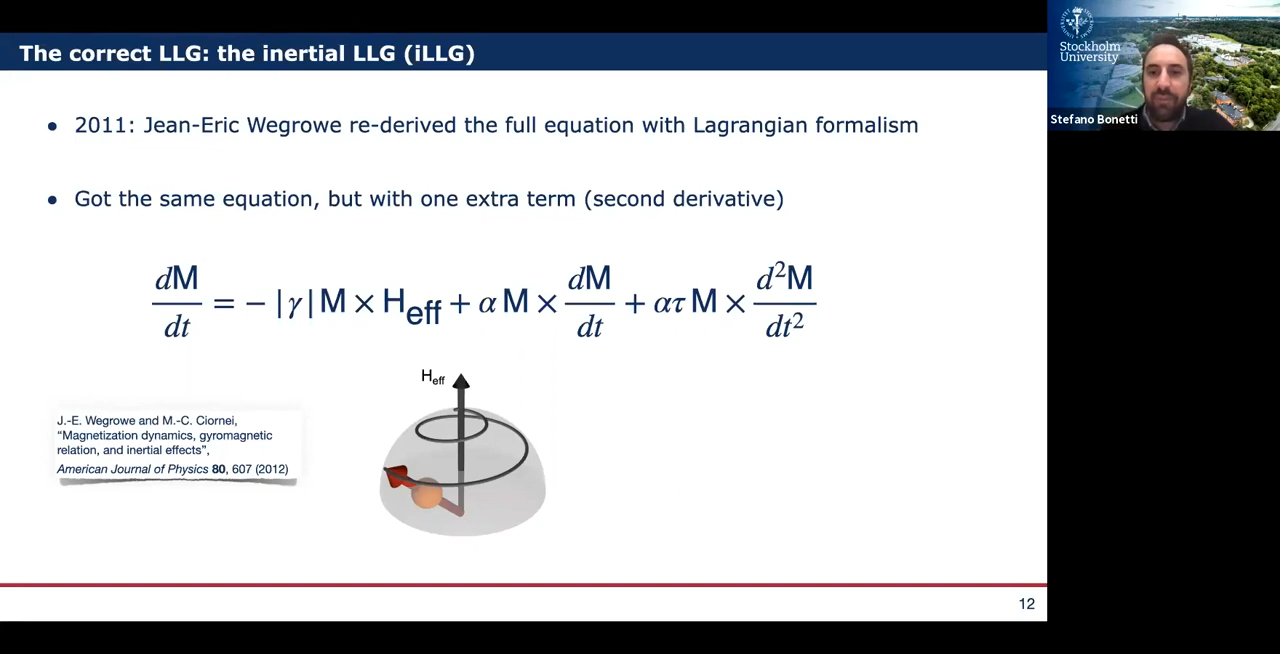 The correct LLG: the inertial LLG (iLLG)
• 2011: Jean-Eric Wegrowe re-derived the full equation with Lagrangian formalism
• Got the same equation, but with one extra term (second derivative)
dM/dt = − |γ| M × H_eff + α M × dM/dt + ατ M × d²M/dt²
H_eff
J.-E. Wegrowe and M.-C. Ciornei,
“Magnetization dynamics, gyromagnetic
relation, and inertial effects”,
American Journal of Physics 80, 607 (2012)
12
Stockholm
University
Stefano Bonetti